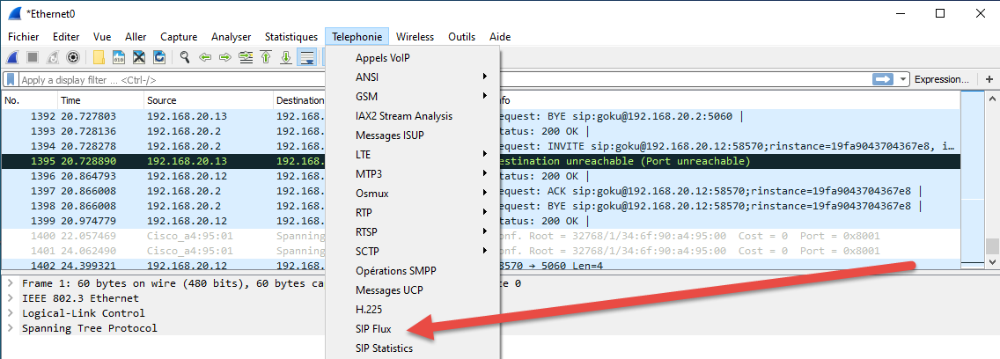 *Ethernet0
Fichier Editer Vue Aller Capture Analyser Statistiques Telephonie Wireless Outils Aide
Apply a display filter ... <Ctrl-/> Expression... +
No. Time Source Destination nfo
1392 20.727803 192.168.20.13 192.168. equest: BYE sip:goku@192.168.20.2:5060 |
1393 20.728136 192.168.20.2 192.168. tatus: 200 OK |
1394 20.728278 192.168.20.2 192.168. equest: INVITE sip:goku@192.168.20.12:58570;rinstance=19fa9043704367e8, i…
1395 20.728890 192.168.20.13 192.168. estination unreachable (Port unreachable)
1396 20.864793 192.168.20.12 192.168. tatus: 200 OK |
1397 20.866008 192.168.20.2 192.168. equest: ACK sip:goku@192.168.20.12:58570;rinstance=19fa9043704367e8 |
1398 20.866008 192.168.20.2 192.168. equest: BYE sip:goku@192.168.20.12:58570;rinstance=19fa9043704367e8 |
1399 20.974779 192.168.20.12 192.168. tatus: 200 OK |
1400 22.057469 Cisco_a4:95:01 Spanning onf. Root = 32768/1/34:6f:90:a4:95:00 Cost = 0 Port = 0x8001
1401 24.062490 Cisco_a4:95:01 Spanning onf. Root = 32768/1/34:6f:90:a4:95:00 Cost = 0 Port = 0x8001
1402 24.399321 192.168.20.12 192.168. 8570 → 5060 Len=4
Frame 1: 60 bytes on wire (480 bits), 60 bytes ca e 0
IEEE 802.3 Ethernet
Logical-Link Control
Spanning Tree Protocol
Appels VoIP
ANSI
GSM
IAX2 Stream Analysis
Messages ISUP
LTE
MTP3
Osmux
RTP
RTSP
SCTP
Opérations SMPP
Messages UCP
H.225
SIP Flux
SIP Statistics